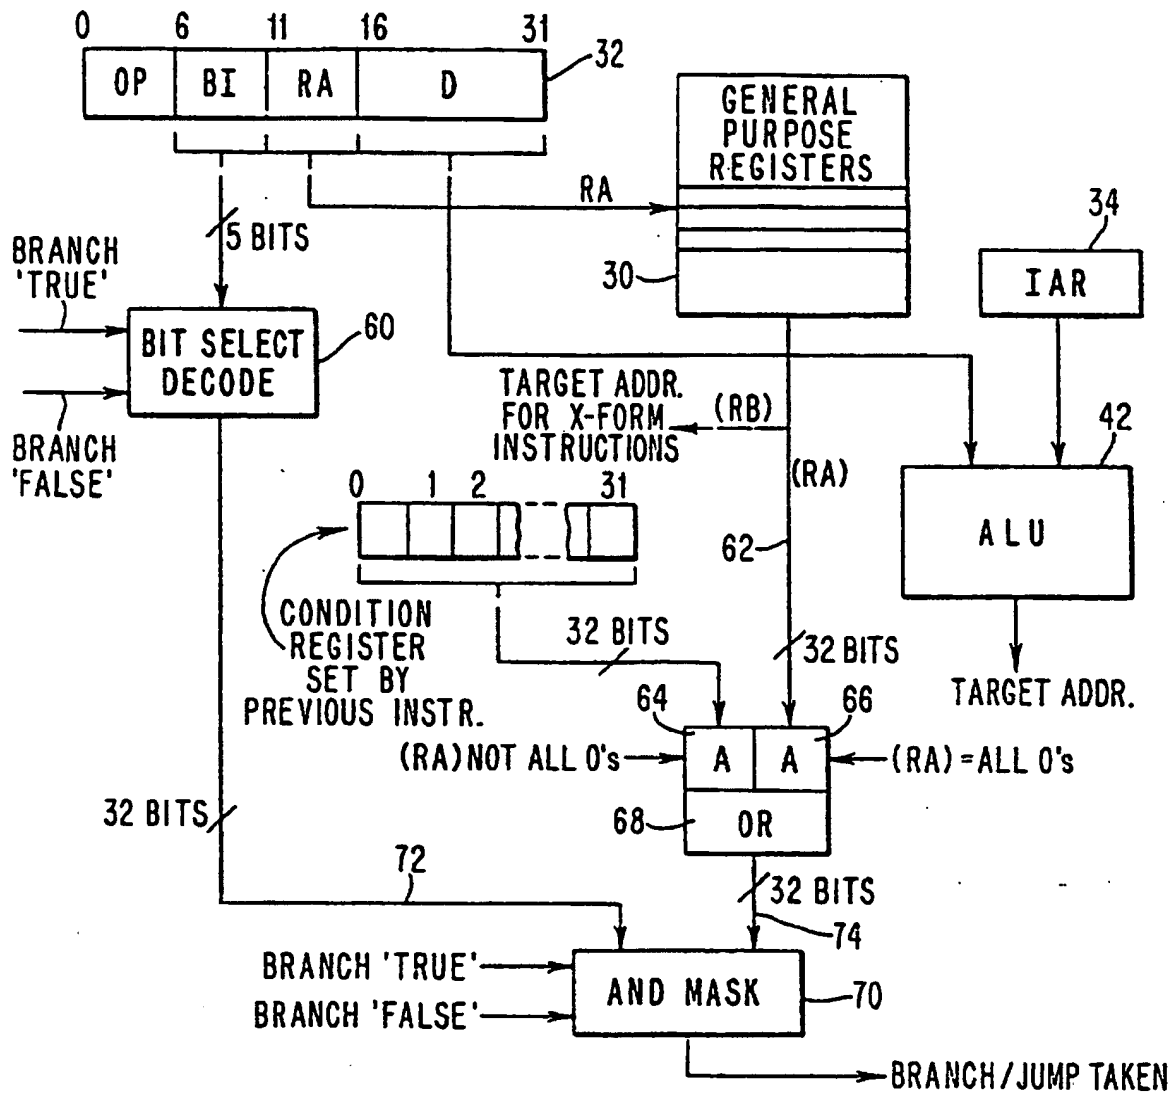 0 6 11 16 31
32
OP BI RA D
GENERAL
PURPOSE
REGISTERS
RA
34
5 BITS
BRANCH
'TRUE'
30
IAR
60
BIT SELECT
DECODE
TARGET ADDR.
FOR X-FORM
INSTRUCTIONS
(RB)
BRANCH
'FALSE'
42
(RA)
0 1 2 31
ALU
62
CONDITION
REGISTER
SET BY
PREVIOUS INSTR.
32 BITS
32 BITS
TARGET ADDR.
64
66
(RA) NOT ALL 0's
A A
(RA) = ALL 0's
32 BITS
68
OR
72
32 BITS
74
BRANCH 'TRUE'
BRANCH 'FALSE'
AND MASK
70
BRANCH/JUMP TAKEN